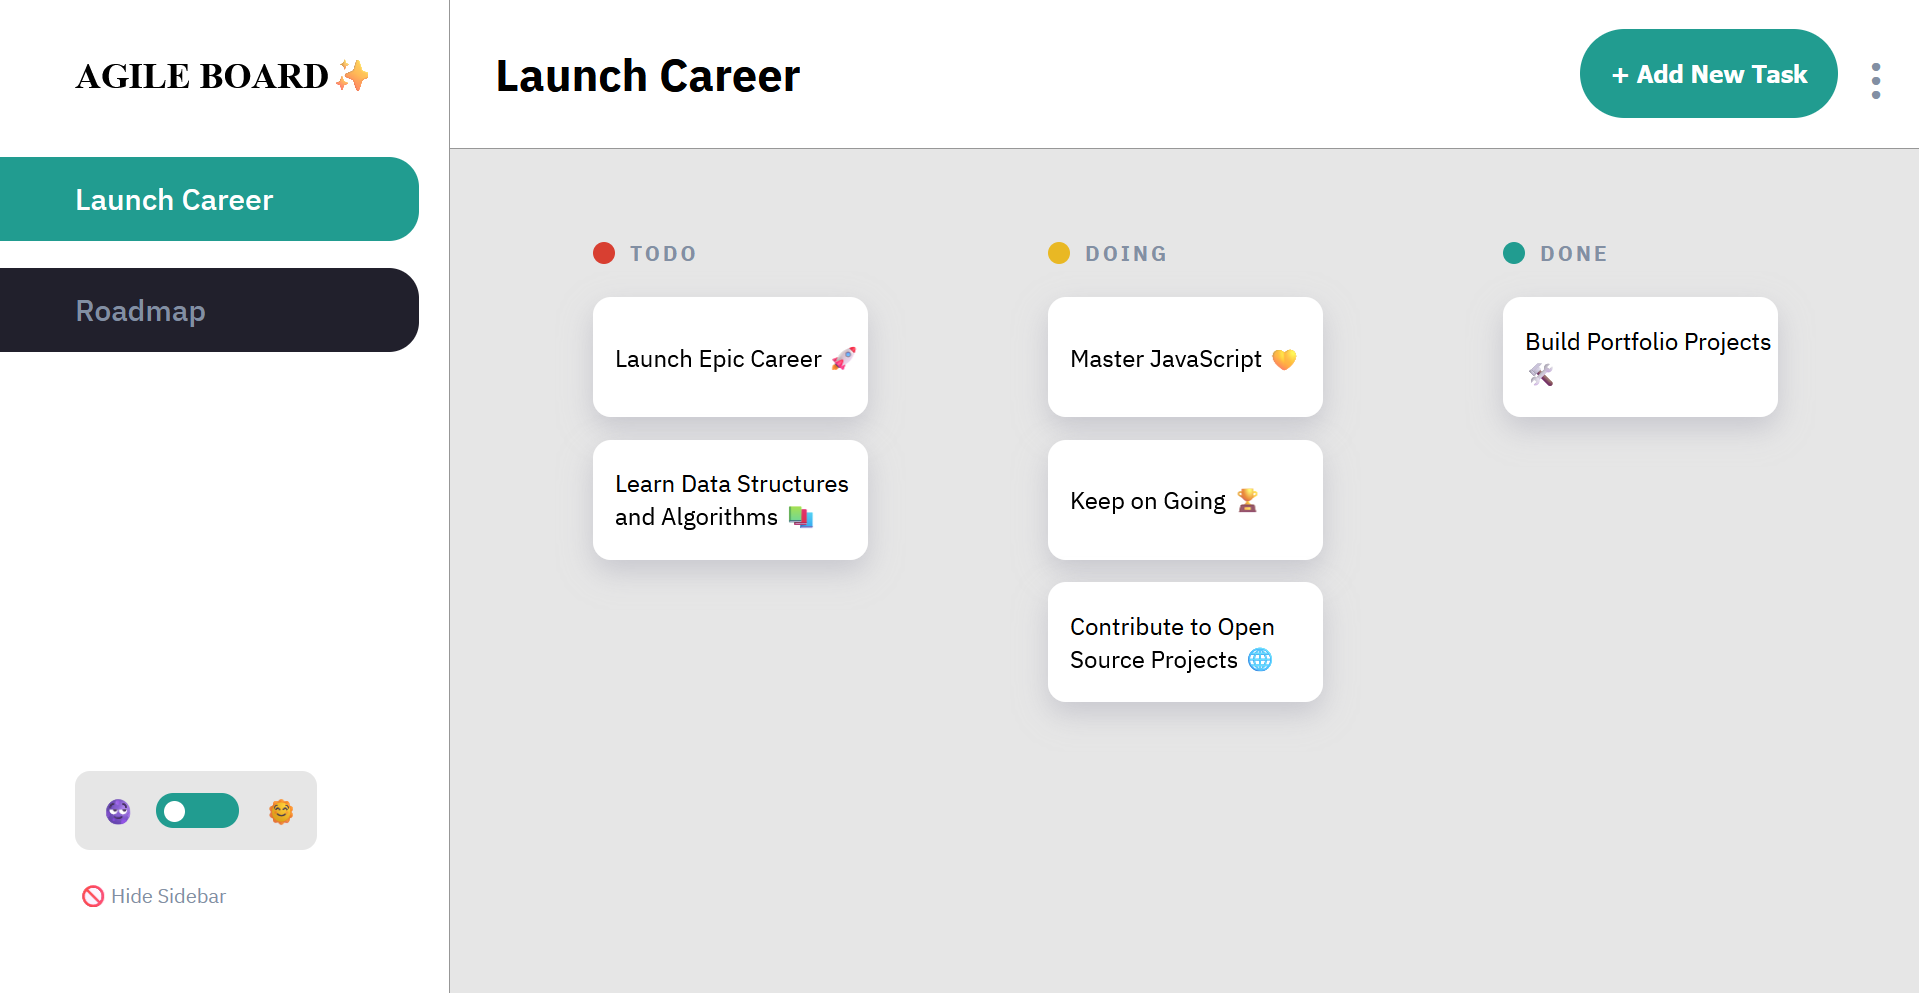 AGILE BOARD✨
Launch Career
Roadmap
🚫 Hide Sidebar
Launch Career
+ Add New Task
TODO
Launch Epic Career 🚀
Learn Data Structures
and Algorithms 📚
DOING
Master JavaScript 💛
Keep on Going 🏆
Contribute to Open
Source Projects 🌐
DONE
Build Portfolio Projects
🛠️